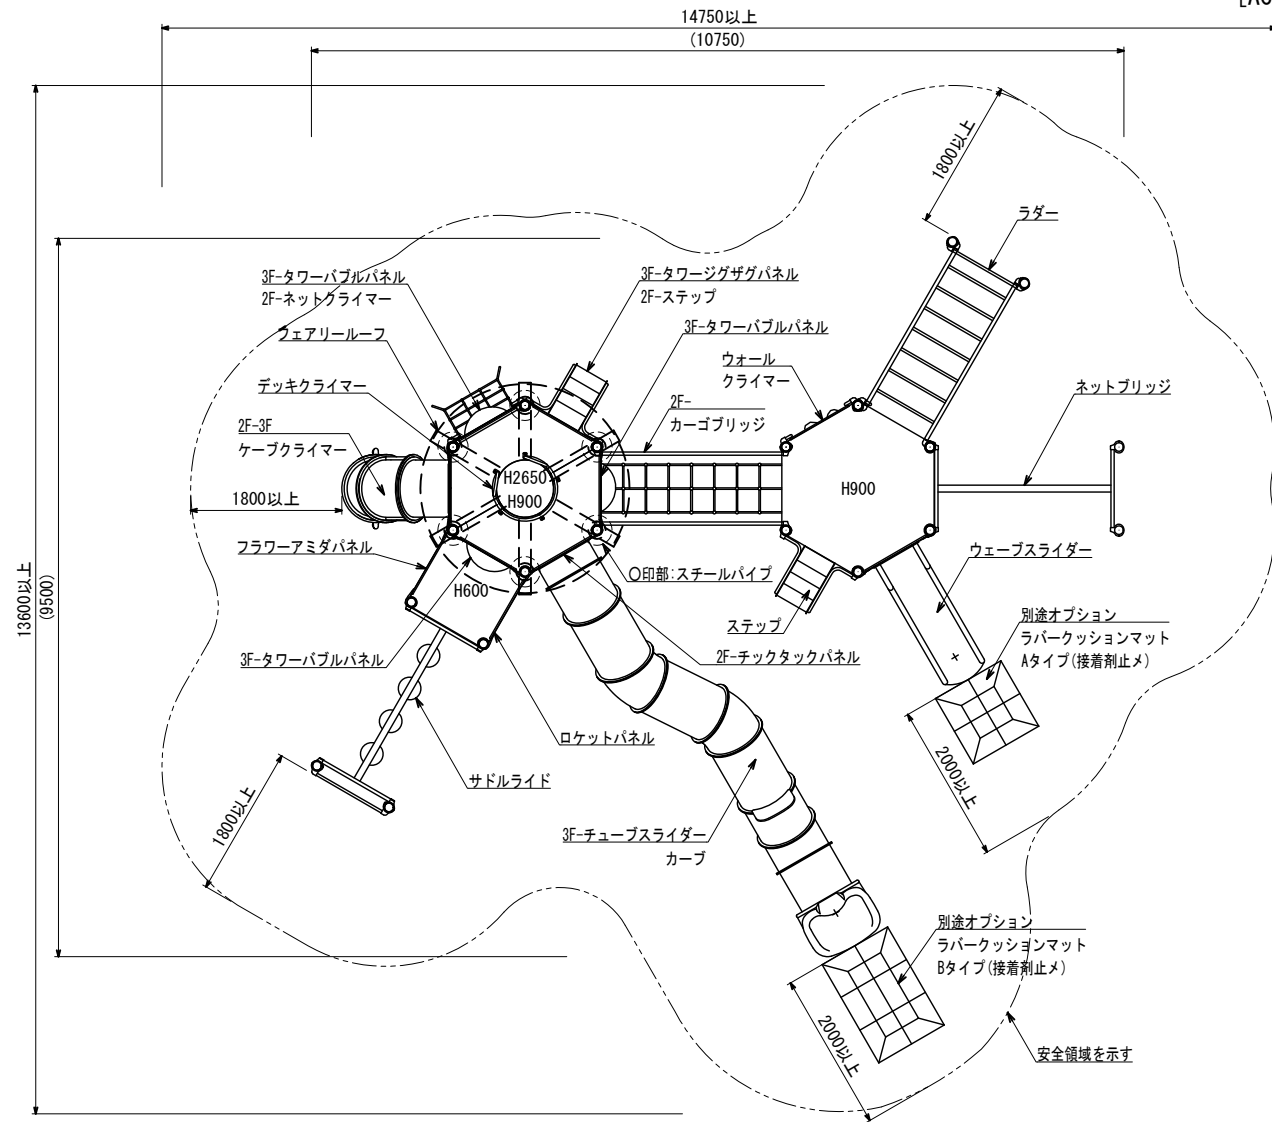 14750以上
(10750)
1800以上
ラダー
3F-タワーバブルパネル
2F-ネットクライマー
3F-タワージグザグパネル
2F-ステップ
フェアリールーフ
3F-タワーバブルパネル
ウォール
クライマー
デッキクライマー
2F-
カーゴブリッジ
ネットブリッジ
2F-3F
ケーブクライマー
H2650
H900
H900
1800以上
フラワーアミダパネル
〇印部:スチールパイプ
ウェーブスライダー
H600
13600以上
(9500)
ステップ
別途オプション
ラバークッションマット
Aタイプ(接着剤止メ)
3F-タワーバブルパネル
2F-チックタックパネル
ロケットパネル
サドルライド
2000以上
1800以上
3F-チューブスライダー
カーブ
別途オプション
ラバークッションマット
Bタイプ(接着剤止メ)
2000以上
安全領域を示す